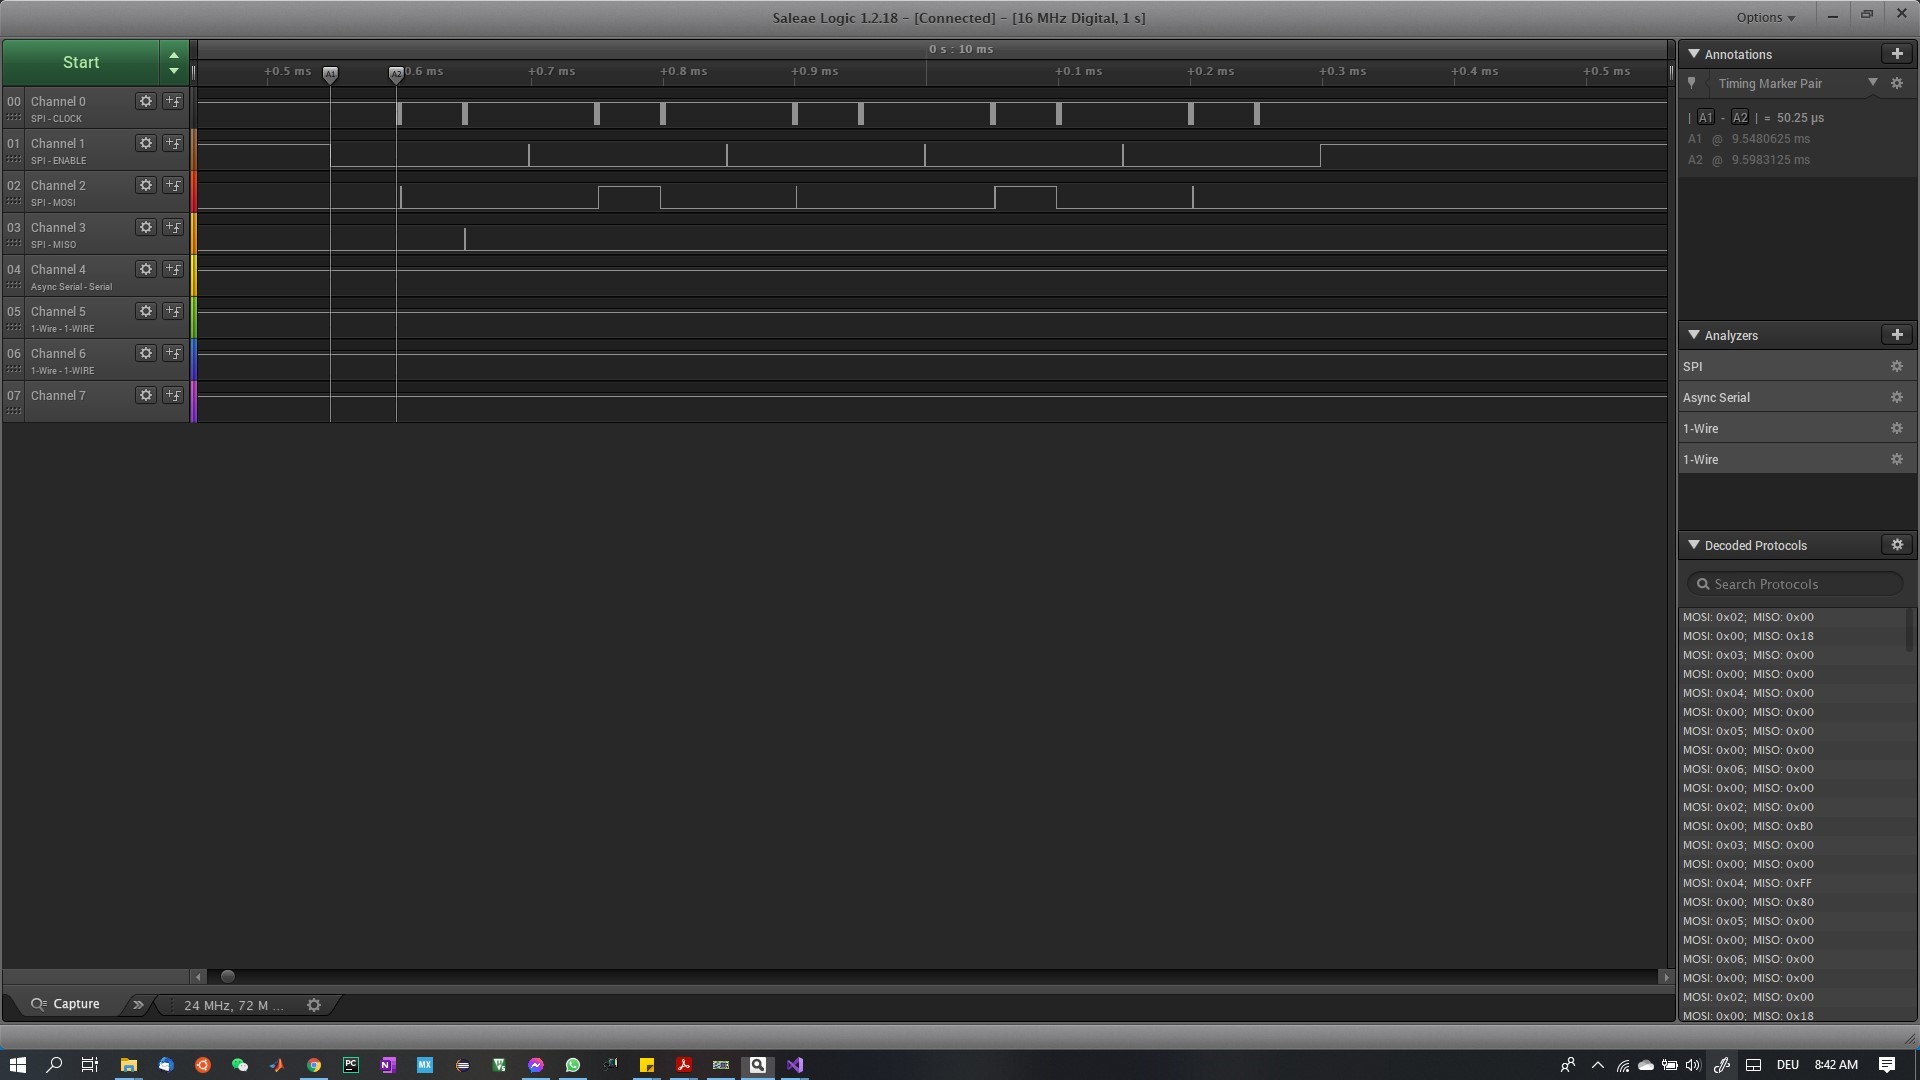 Saleae Logic 1.2.18 - [Connected] - [16 MHz Digital, 1 s]
Options
Start
0 s : 10 ms
+0.5 ms
A1
A2
+0.6 ms
+0.7 ms
+0.8 ms
+0.9 ms
+0.1 ms
+0.2 ms
+0.3 ms
+0.4 ms
+0.5 ms
00 Channel 0
SPI - CLOCK
01 Channel 1
SPI - ENABLE
02 Channel 2
SPI - MOSI
03 Channel 3
SPI - MISO
04 Channel 4
Async Serial - Serial
05 Channel 5
1-Wire - 1-WIRE
06 Channel 6
1-Wire - 1-WIRE
07 Channel 7
Annotations
Timing Marker Pair
| A1 - A2 | = 50.25 µs
A1 @ 9.5480625 ms
A2 @ 9.5983125 ms
Analyzers
SPI
Async Serial
1-Wire
1-Wire
Decoded Protocols
Search Protocols
MOSI: 0x02; MISO: 0x00
MOSI: 0x00; MISO: 0x18
MOSI: 0x03; MISO: 0x00
MOSI: 0x00; MISO: 0x00
MOSI: 0x04; MISO: 0x00
MOSI: 0x00; MISO: 0x00
MOSI: 0x05; MISO: 0x00
MOSI: 0x00; MISO: 0x00
MOSI: 0x06; MISO: 0x00
MOSI: 0x00; MISO: 0x00
MOSI: 0x02; MISO: 0x00
MOSI: 0x00; MISO: 0xB0
MOSI: 0x03; MISO: 0x00
MOSI: 0x00; MISO: 0x00
MOSI: 0x04; MISO: 0xFF
MOSI: 0x00; MISO: 0x80
MOSI: 0x05; MISO: 0x00
MOSI: 0x00; MISO: 0x00
MOSI: 0x06; MISO: 0x00
MOSI: 0x00; MISO: 0x00
MOSI: 0x02; MISO: 0x00
MOSI: 0x00; MISO: 0x18
Capture
24 MHz, 72 M ...
PC
N
MX
DEU
8:42 AM